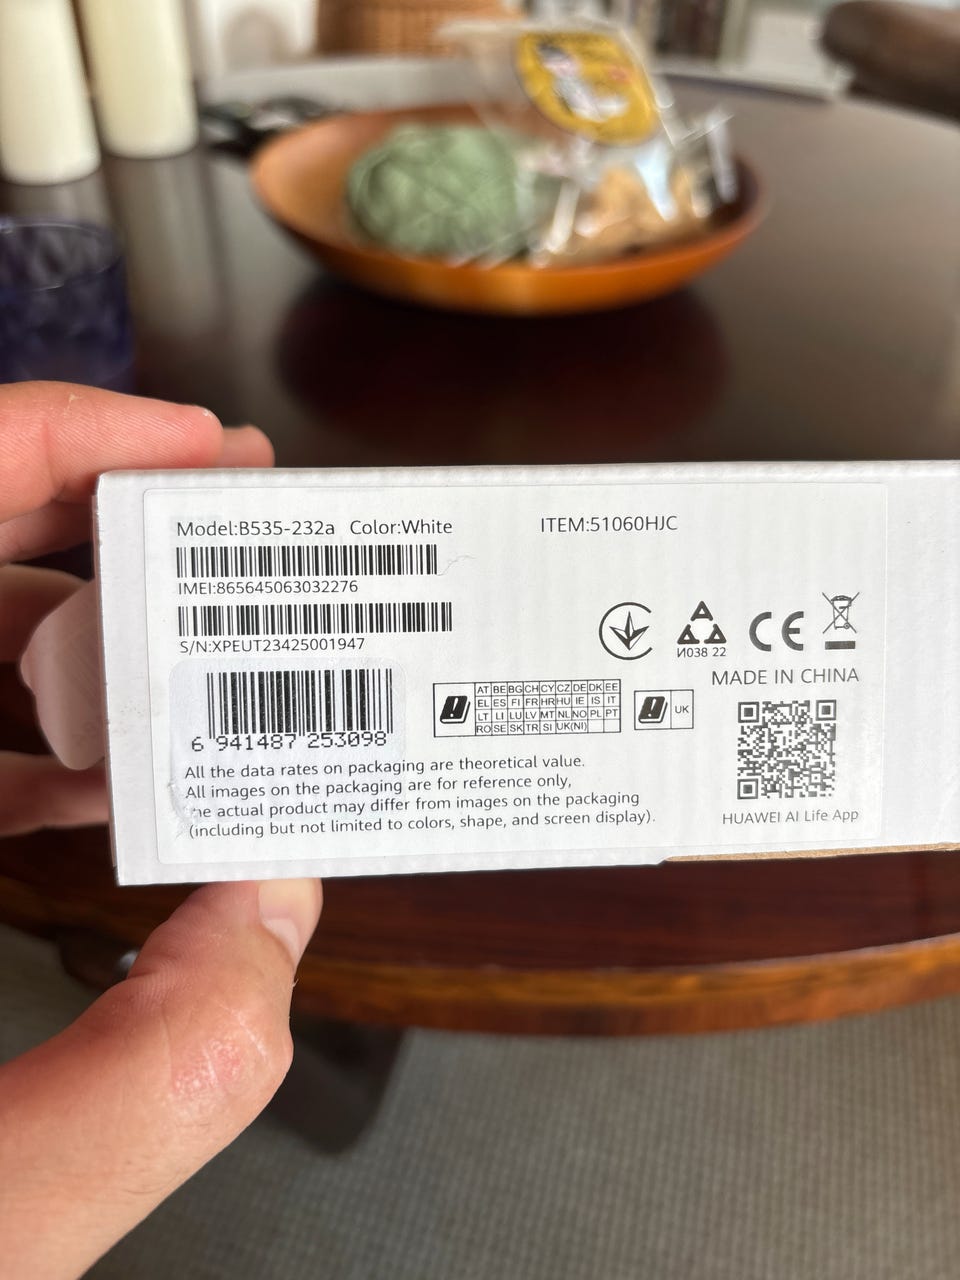 Model:B535-232a Color:White
ITEM:51060HJC
IMEI:865645063032276
S/N:XPEUT23425001947
6 941487 253098
AT BE BG CH CY CZ DE DK EE
EL ES FI FR HR HU IE IS IT
LT LI LU LV MT NL NO PL PT
RO SE SK TR SI UK(NI)
UK
И038 22
CE
MADE IN CHINA
HUAWEI AI Life App
All the data rates on packaging are theoretical value.
All images on the packaging are for reference only,
he actual product may differ from images on the packaging
(including but not limited to colors, shape, and screen display).